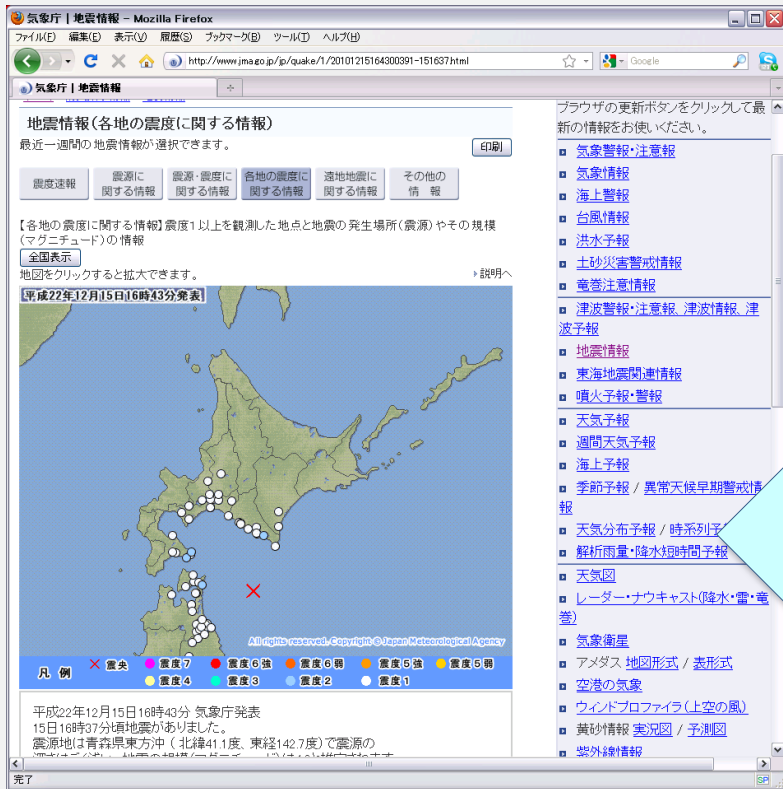 気象庁 | 地震情報 - Mozilla Firefox
ファイル(F) 編集(E) 表示(V) 履歴(S) ブックマーク(B) ツール(T) ヘルプ(H)
http://www.jma.go.jp/jp/quake/1/20101215164300391-151637.html
Google
気象庁 | 地震情報
地震情報(各地の震度に関する情報)
最近一週間の地震情報が選択できます。
印刷
震度速報
震源に関する情報
震源・震度に関する情報
各地の震度に関する情報
遠地地震に関する情報
その他の情報
【各地の震度に関する情報】震度1以上を観測した地点と地震の発生場所(震源)やその規模
(マグニチュード)の情報
全国表示
地図をクリックすると拡大できます。
説明へ
平成22年12月15日16時43分発表
All rights reserved. Copyright © Japan Meteorological Agency
凡 例
震央 震度7 震度6強 震度6弱 震度5強 震度5弱
震度4 震度3 震度2 震度1
平成22年12月15日16時43分 気象庁発表
15日16時37分頃地震がありました。
震源地は青森県東方沖 ( 北緯41.1度、東経142.7度)で震源の
ブラウザの更新ボタンをクリックして最
新の情報をお使いください。
気象警報・注意報
気象情報
海上警報
台風情報
洪水予報
土砂災害警戒情報
竜巻注意情報
津波警報・注意報、津波情報、津
波予報
地震情報
東海地震関連情報
噴火予報・警報
天気予報
週間天気予報
海上予報
季節予報 / 異常天候早期警戒情
報
天気分布予報 / 時系列予
解析雨量・降水短時間予報
天気図
レーダー・ナウキャスト(降水・雷・竜
巻)
気象衛星
アメダス 地図形式 / 表形式
空港の気象
ウィンドプロファイラ(上空の風)
黄砂情報 実況図 / 予測図
紫外線情報
完了